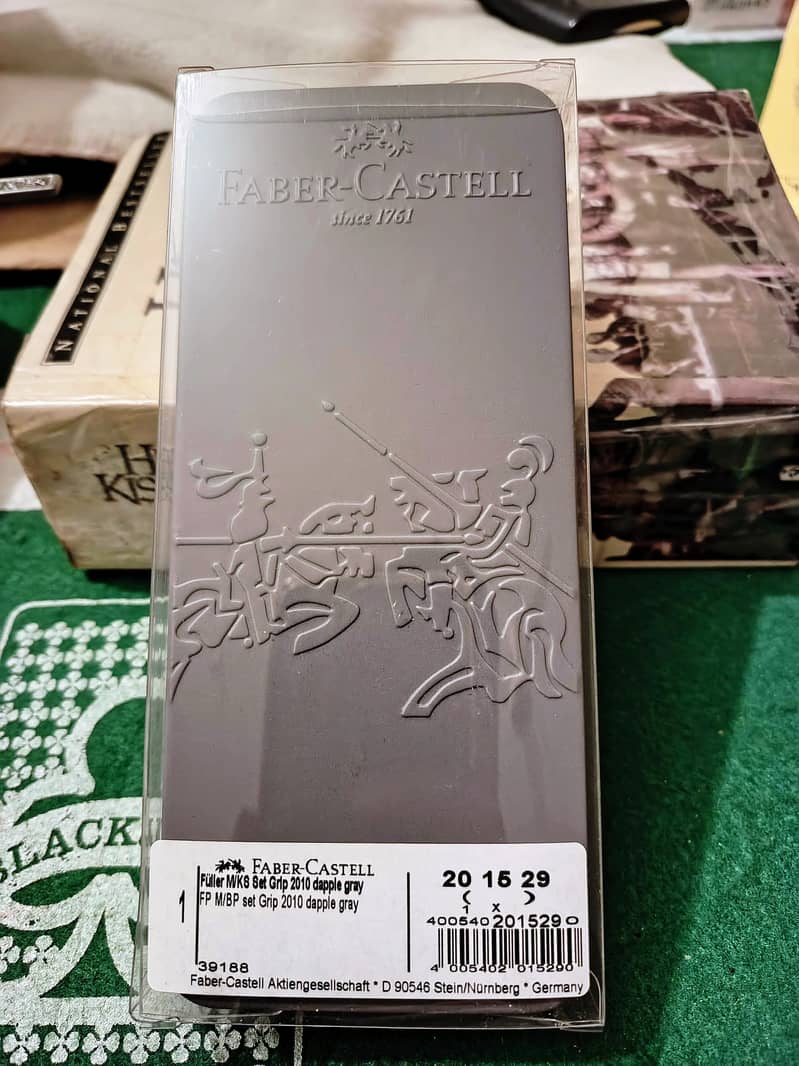 FABER-CASTELL
since 1761
NATIONAL BESTSE
H
KIS
BLACK
FABER-CASTELL
1
Füller M/KS Set Grip 2010 dapple gray
FP M/BP set Grip 2010 dapple gray
39188
20 15 29
( 1 x )
400540 201529 0
4 005402 015290
Faber-Castell Aktiengesellschaft * D 90546 Stein/Nürnberg * Germany